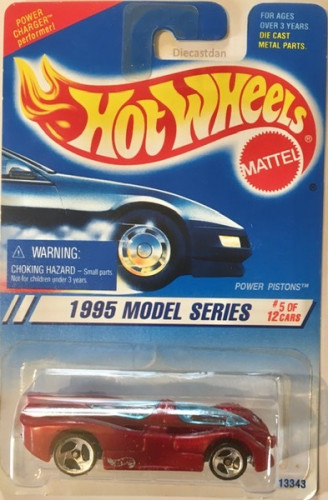 POWER
CHARGER™
performer!
Diecastdan
FOR AGES
OVER 3 YEARS
DIE CAST
METAL PARTS.
HOT WHEELS
®
MATTEL
®
WARNING:
CHOKING HAZARD – Small parts
Not for children under 3 years.
POWER PISTONS™
1995 MODEL SERIES
#5 OF
12 CARS
13343